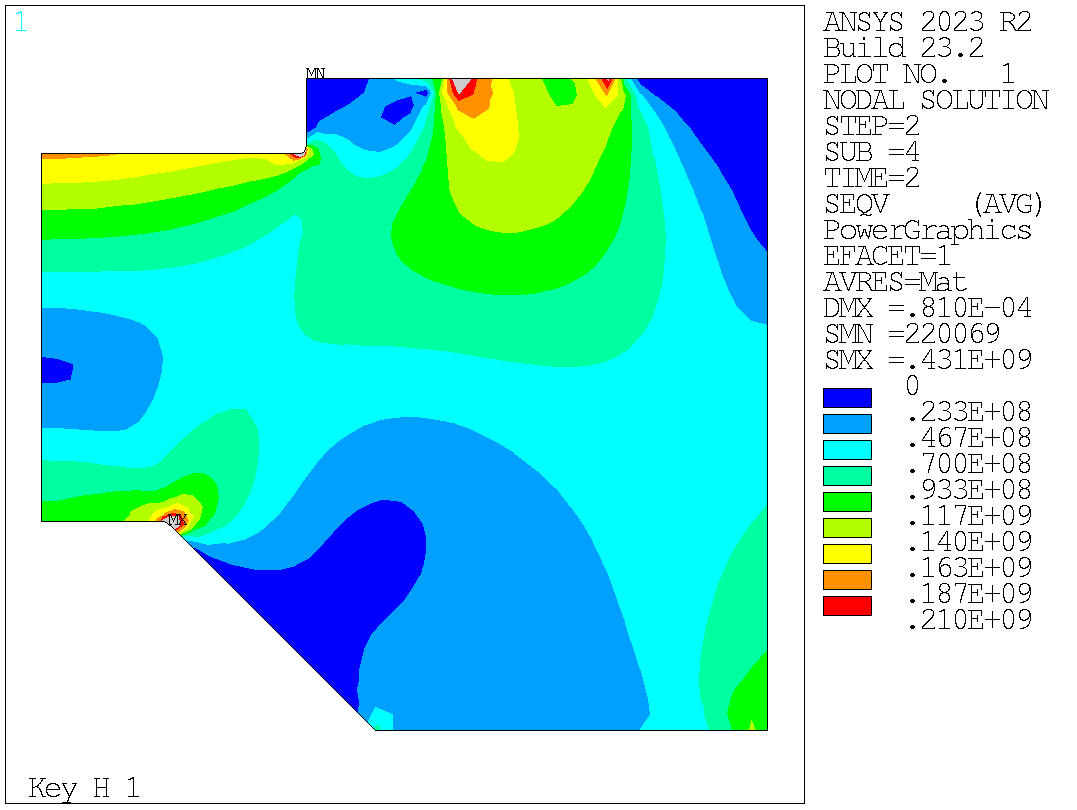 1
ANSYS 2023 R2
Build 23.2
PLOT NO.   1
NODAL SOLUTION
STEP=2
SUB =4
TIME=2
SEQV     (AVG)
PowerGraphics
EFACET=1
AVRES=Mat
DMX =.810E-04
SMN =220069
SMX =.431E+09
0
.233E+08
.467E+08
.700E+08
.933E+08
.117E+09
.140E+09
.163E+09
.187E+09
.210E+09
MN
MX
Key H 1